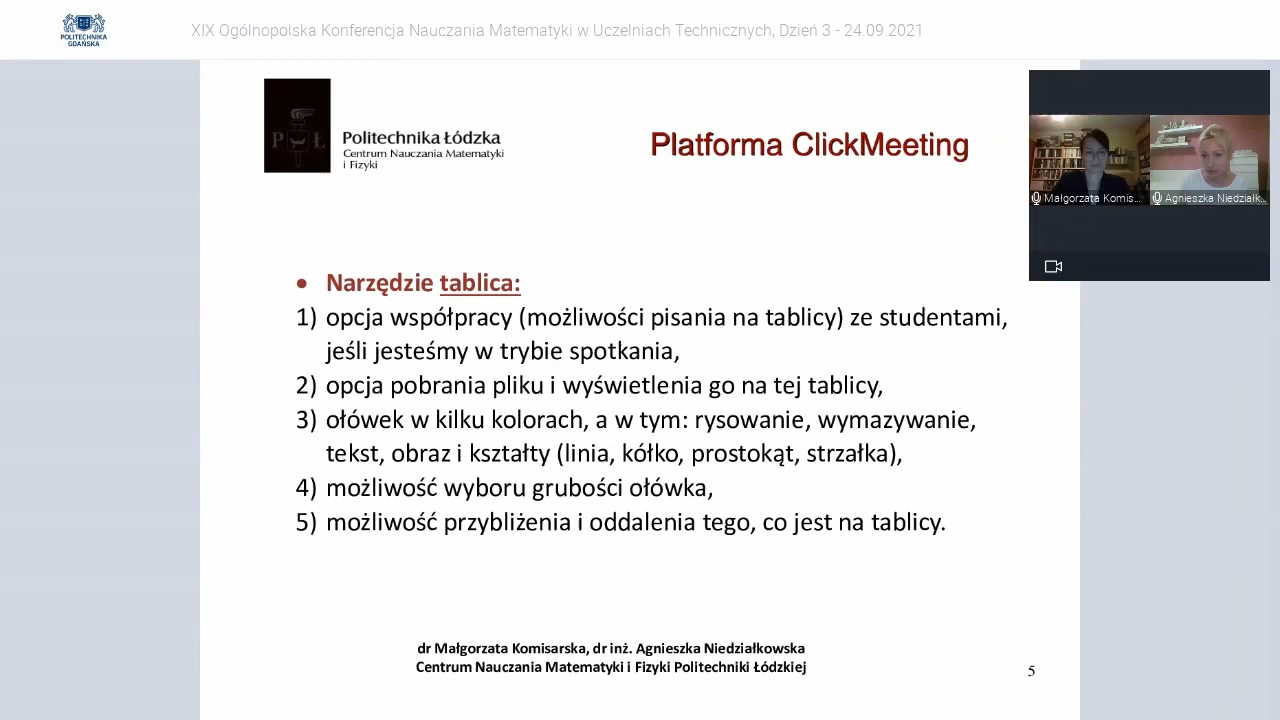 POLITECHNIKA
GDAŃSKA
XIX Ogólnopolska Konferencja Nauczania Matematyki w Uczelniach Technicznych, Dzień 3 - 24.09.2021
P Ł
Politechnika Łódzka
Centrum Nauczania Matematyki
i Fizyki
Platforma ClickMeeting
Małgorzata Komis...
Agnieszka Niedziałk...
• Narzędzie tablica:
1) opcja współpracy (możliwości pisania na tablicy) ze studentami,
jeśli jesteśmy w trybie spotkania,
2) opcja pobrania pliku i wyświetlenia go na tej tablicy,
3) ołówek w kilku kolorach, a w tym: rysowanie, wymazywanie,
tekst, obraz i kształty (linia, kółko, prostokąt, strzałka),
4) możliwość wyboru grubości ołówka,
5) możliwość przybliżenia i oddalenia tego, co jest na tablicy.
dr Małgorzata Komisarska, dr inż. Agnieszka Niedziałkowska
Centrum Nauczania Matematyki i Fizyki Politechniki Łódzkiej
5